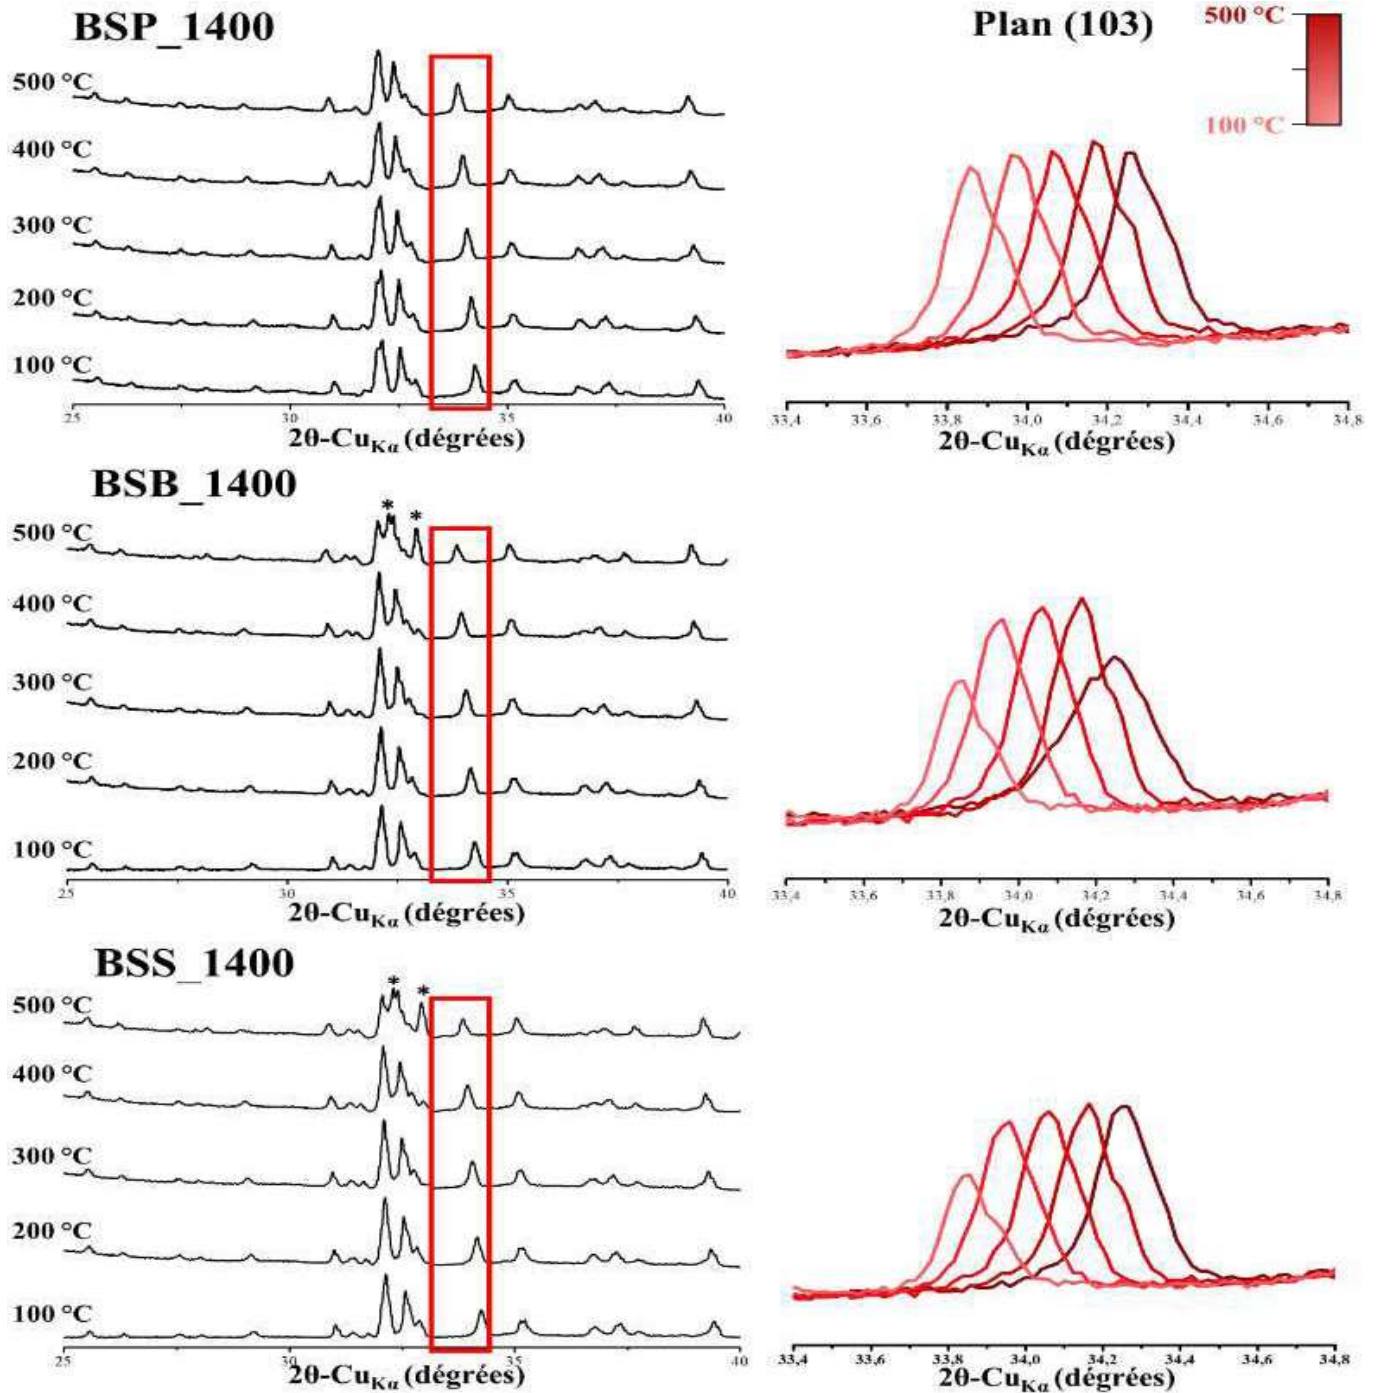 BSP_1400
500 °C
400 °C
300 °C
200 °C
100 °C
25 30 35 40
2θ-CuKα (dégrées)
Plan (103)
500 °C
100 °C
33,4 33,6 33,8 34,0 34,2 34,4 34,6 34,8
2θ-CuKα (dégrées)
BSB_1400
* *
500 °C
400 °C
300 °C
200 °C
100 °C
25 30 35 40
2θ-CuKα (dégrées)
33,4 33,6 33,8 34,0 34,2 34,4 34,6 34,8
2θ-CuKα (dégrées)
BSS_1400
* *
500 °C
400 °C
300 °C
200 °C
100 °C
25 30 35 40
2θ-CuKα (dégrées)
33,4 33,6 33,8 34,0 34,2 34,4 34,6 34,8
2θ-CuKα (dégrées)